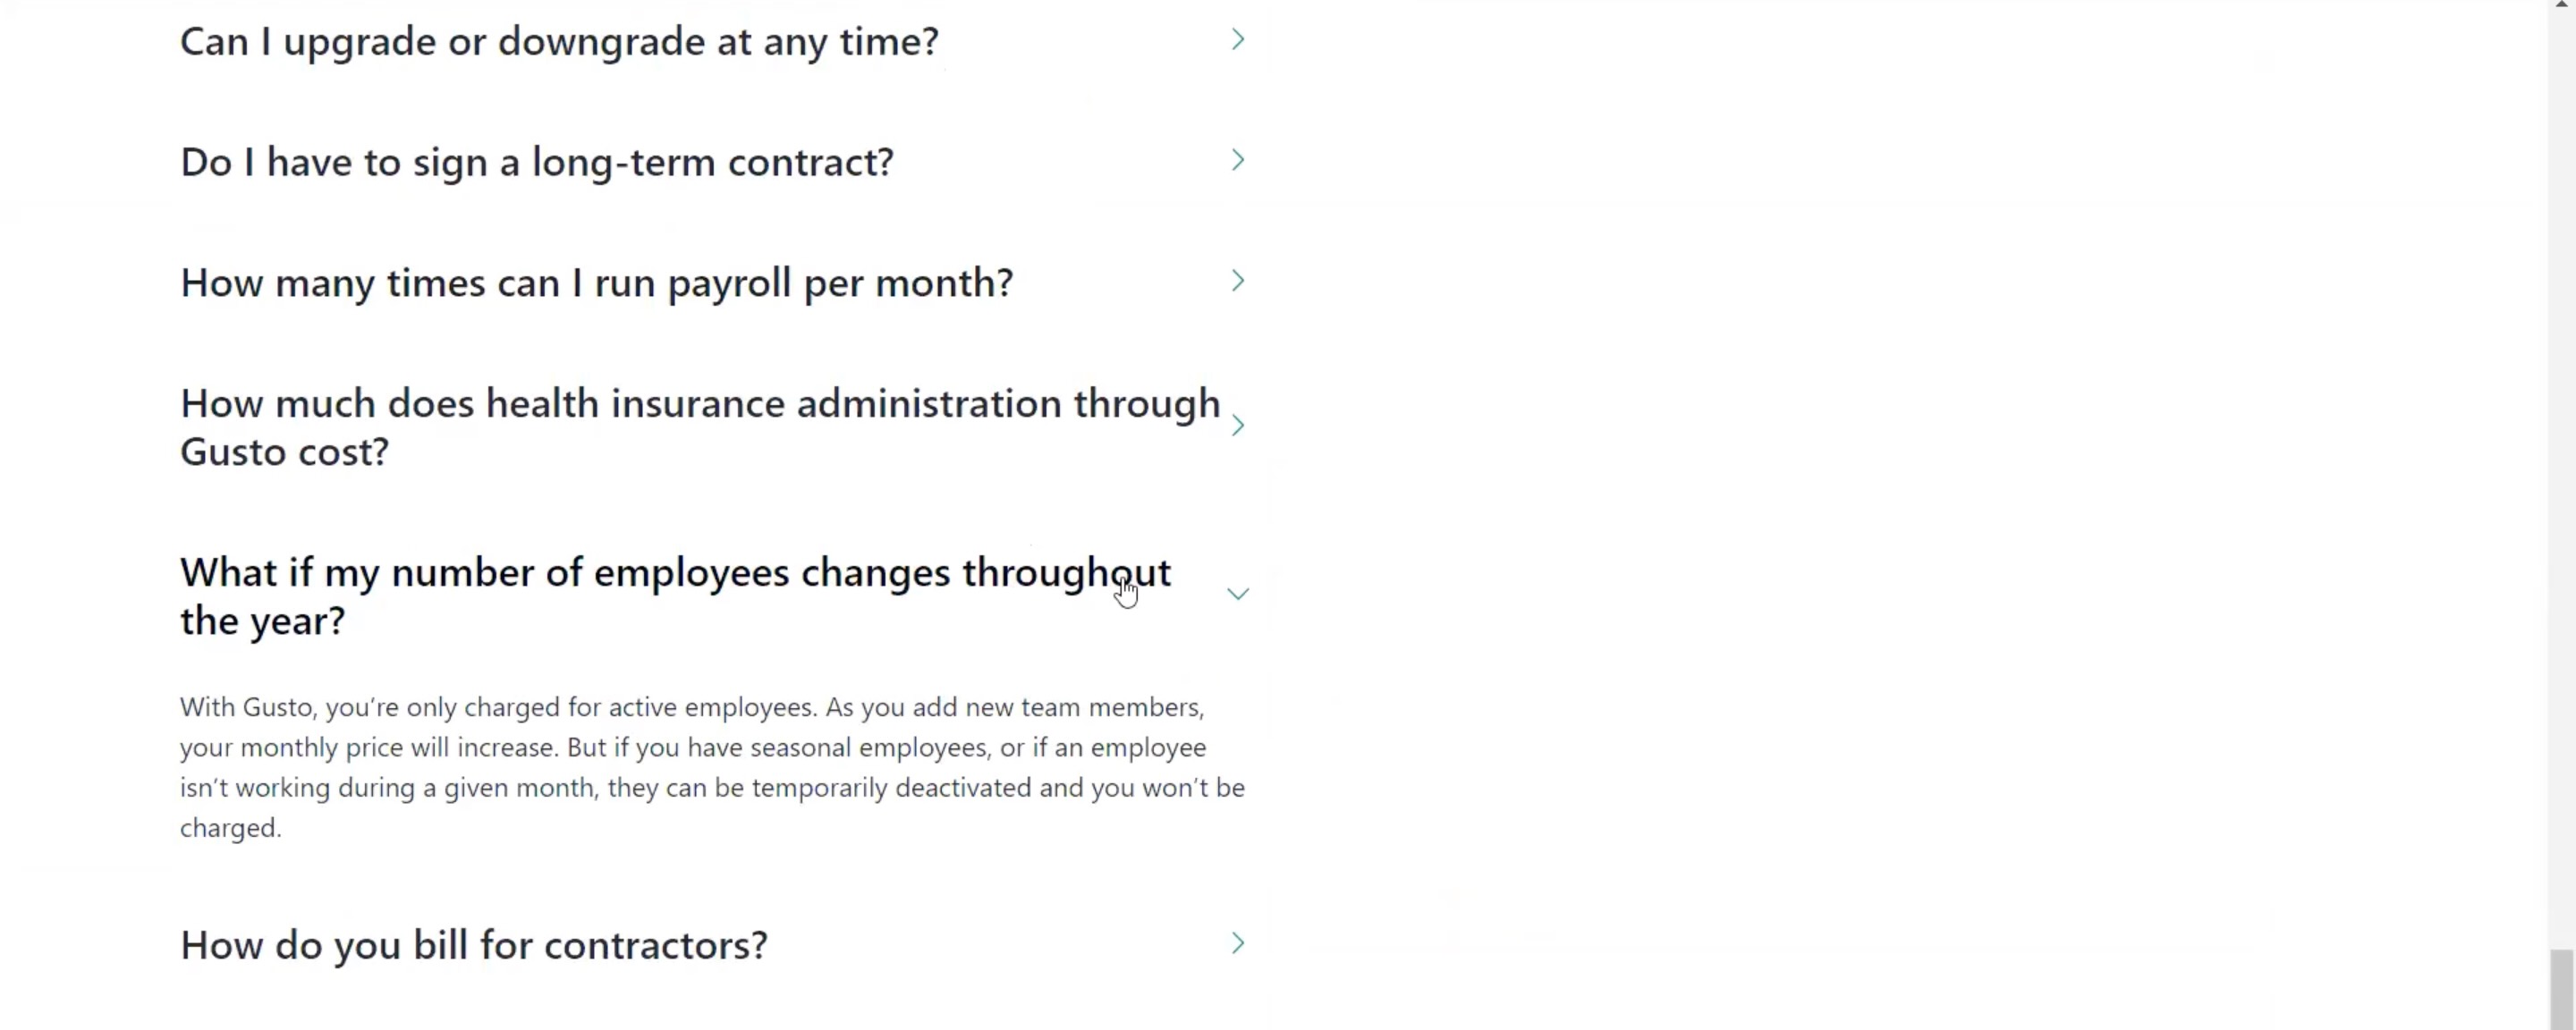 Can I upgrade or downgrade at any time?
Do I have to sign a long-term contract?
How many times can I run payroll per month?
How much does health insurance administration through
Gusto cost?
What if my number of employees changes throughout
the year?
With Gusto, you’re only charged for active employees. As you add new team members,
your monthly price will increase. But if you have seasonal employees, or if an employee
isn’t working during a given month, they can be temporarily deactivated and you won’t be
charged.
How do you bill for contractors?